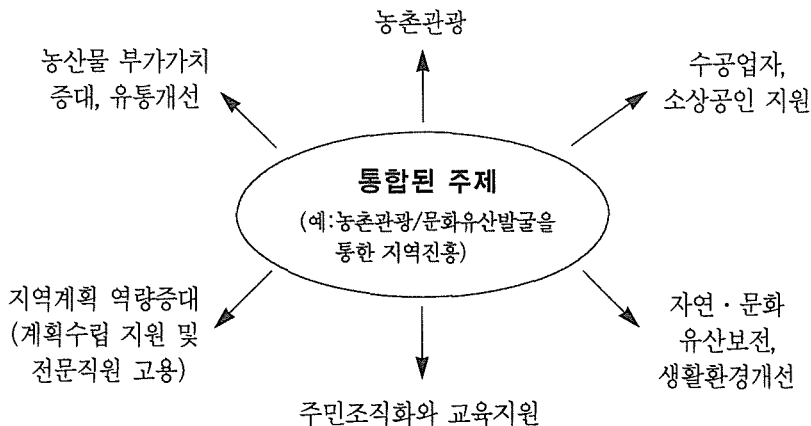 농촌관광
농산물 부가가치
증대, 유통개선
수공업자,
소상공인 지원
통합된 주제
(예:농촌관광/문화유산발굴을
통한 지역진흥)
지역계획 역량증대
(계획수립 지원 및
전문직원 고용)
자연·문화
유산보전,
생활환경개선
주민조직화와 교육지원